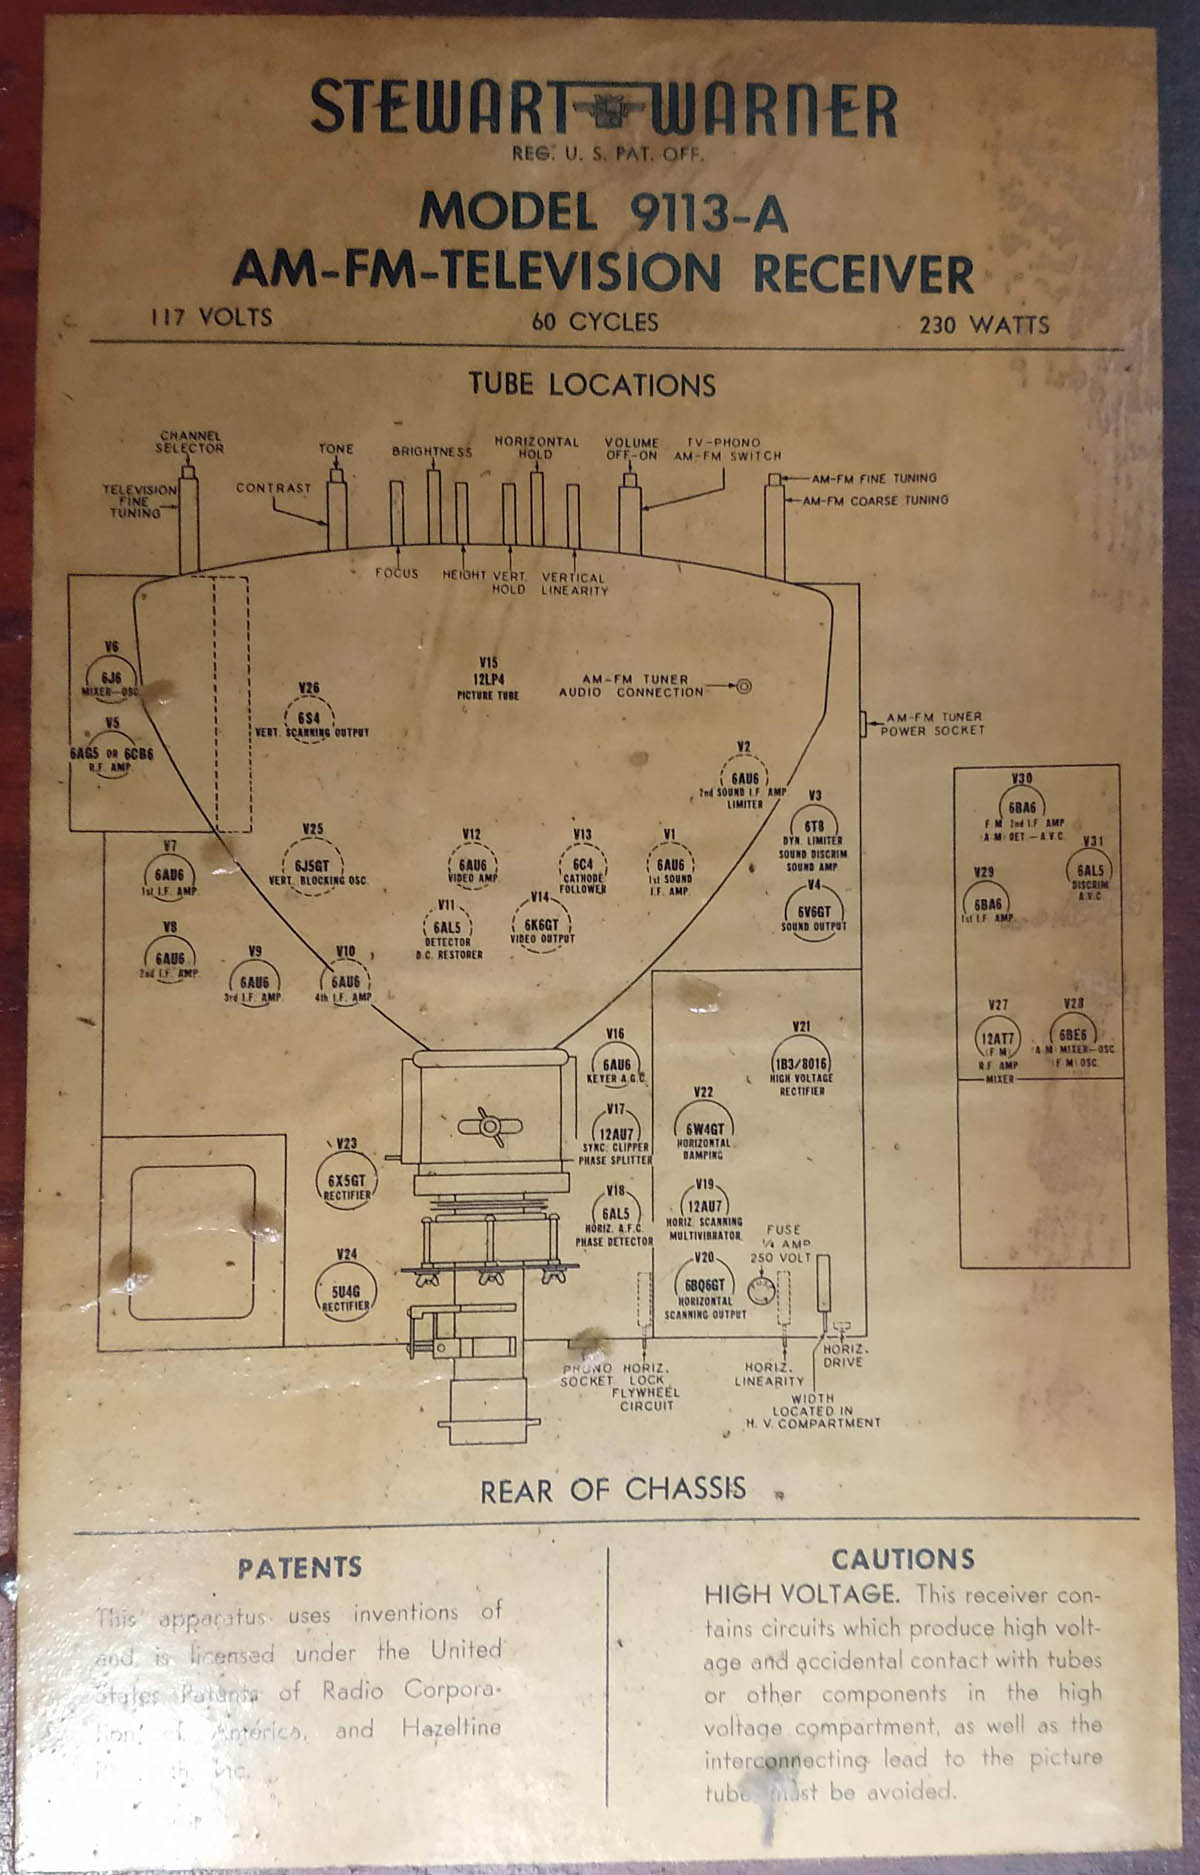 STEWART WARNER
REG. U. S. PAT. OFF.
MODEL 9113-A
AM-FM-TELEVISION RECEIVER
117 VOLTS 60 CYCLES 230 WATTS
TUBE LOCATIONS
CHANNEL
SELECTOR
TELEVISION
FINE
TUNING
TONE
CONTRAST
BRIGHTNESS
HORIZONTAL
HOLD
VOLUME
OFF-ON
TV-PHONO
AM-FM SWITCH
AM-FM FINE TUNING
AM-FM COARSE TUNING
FOCUS
HEIGHT
VERT.
HOLD
VERTICAL
LINEARITY
V6
6J6
MIXER-OSC.
V5
6AG5 OR 6CB6
R.F. AMP.
V26
6S4
VERT. SCANNING OUTPUT
V15
12LP4
PICTURE TUBE
AM-FM TUNER
AUDIO CONNECTION
AM-FM TUNER
POWER SOCKET
V2
6AU6
2nd SOUND I.F. AMP.
LIMITER
V3
6T8
DYN. LIMITER
SOUND DISCRIM
SOUND AMP
V4
6V6GT
SOUND OUTPUT
V7
6AU6
1st I.F. AMP.
V8
6AU6
2nd I.F. AMP.
V9
6AU6
3rd I.F. AMP.
V10
6AU6
4th I.F. AMP.
V25
6J5GT
VERT. BLOCKING OSC.
V12
6AU6
VIDEO AMP.
V11
6AL5
DETECTOR
D.C. RESTORER
V13
6C4
CATHODE
FOLLOWER
V14
6K6GT
VIDEO OUTPUT
V1
6AU6
1st SOUND
I.F. AMP.
V30
6BA6
F M 2nd I.F. AMP
A M DET - A.V.C.
V31
6AL5
DISCRIM
A.V.C.
V29
6BA6
1st I.F. AMP.
V27
12AT7
(F M)
R.F. AMP
MIXER
V28
6BE6
A M MIXER-OSC.
F M OSC.
V16
6AU6
KEYER A.G.C.
V17
12AU7
SYNC. CLIPPER
PHASE SPLITTER
V18
6AL5
HORIZ. A.F.C.
PHASE DETECTOR
V21
1B3/8016
HIGH VOLTAGE
RECTIFIER
V22
6W4GT
HORIZONTAL
DAMPING
V19
12AU7
HORIZ. SCANNING
MULTIVIBRATOR
V20
6BQ6GT
HORIZONTAL
SCANNING OUTPUT
FUSE
1/4 AMP
250 VOLT
FUSE
V23
6X5GT
RECTIFIER
V24
5U4G
RECTIFIER
PHONO
SOCKET
HORIZ.
LOCK
FLYWHEEL
CIRCUIT
HORIZ.
LINEARITY
HORIZ.
DRIVE
WIDTH
LOCATED IN
H. V. COMPARTMENT
REAR OF CHASSIS
PATENTS
This apparatus uses inventions of
and is licensed under the United
States Patents of Radio Corpora-
tion of America, and Hazeltine
Inc.
CAUTIONS
HIGH VOLTAGE. This receiver con-
tains circuits which produce high volt-
age and accidental contact with tubes
or other components in the high
voltage compartment, as well as the
interconnecting lead to the picture
tube, must be avoided.